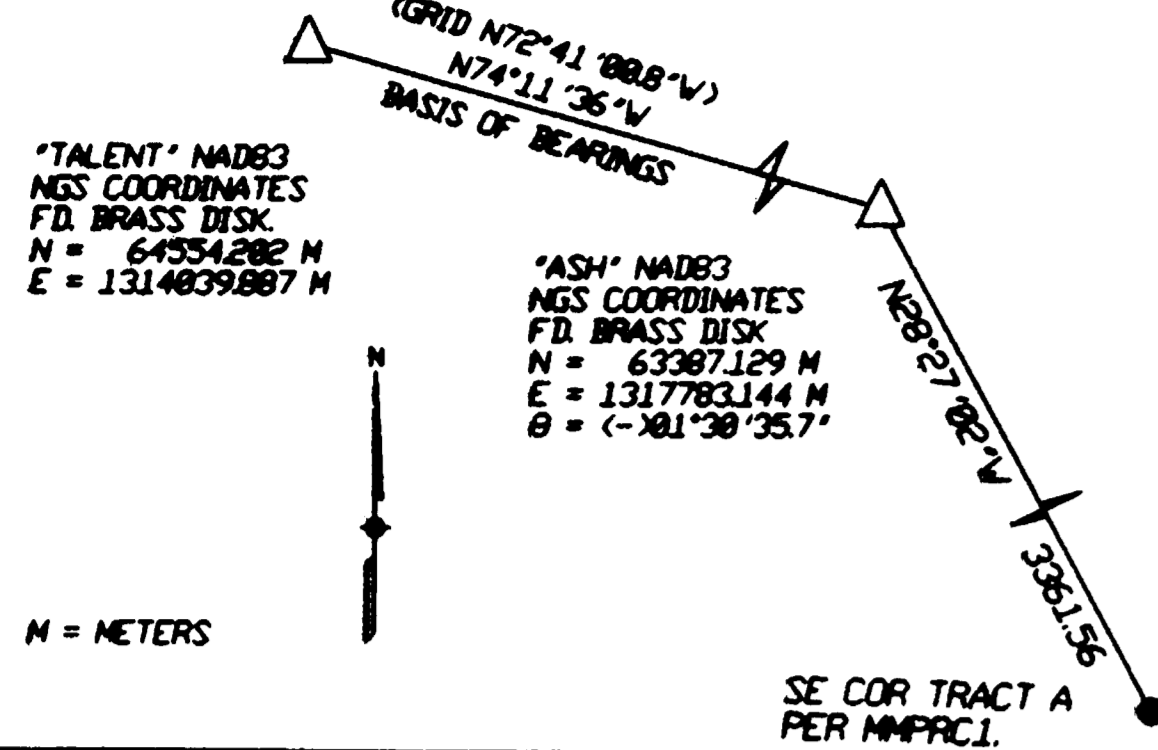 (GRID N72°41'00.8"W)
N74°11'36"W
BASIS OF BEARINGS
"TALENT" NAD83
NGS COORDINATES
FD. BRASS DISK.
N = 64554.202 M
E = 1314039.887 M
"ASH" NAD83
NGS COORDINATES
FD. BRASS DISK
N = 63387.129 M
E = 1317783.144 M
θ = (-)01°30'35.7"
N28°27'02"W
3361.56
N
M = METERS
SE COR TRACT A
PER MMPRC1.